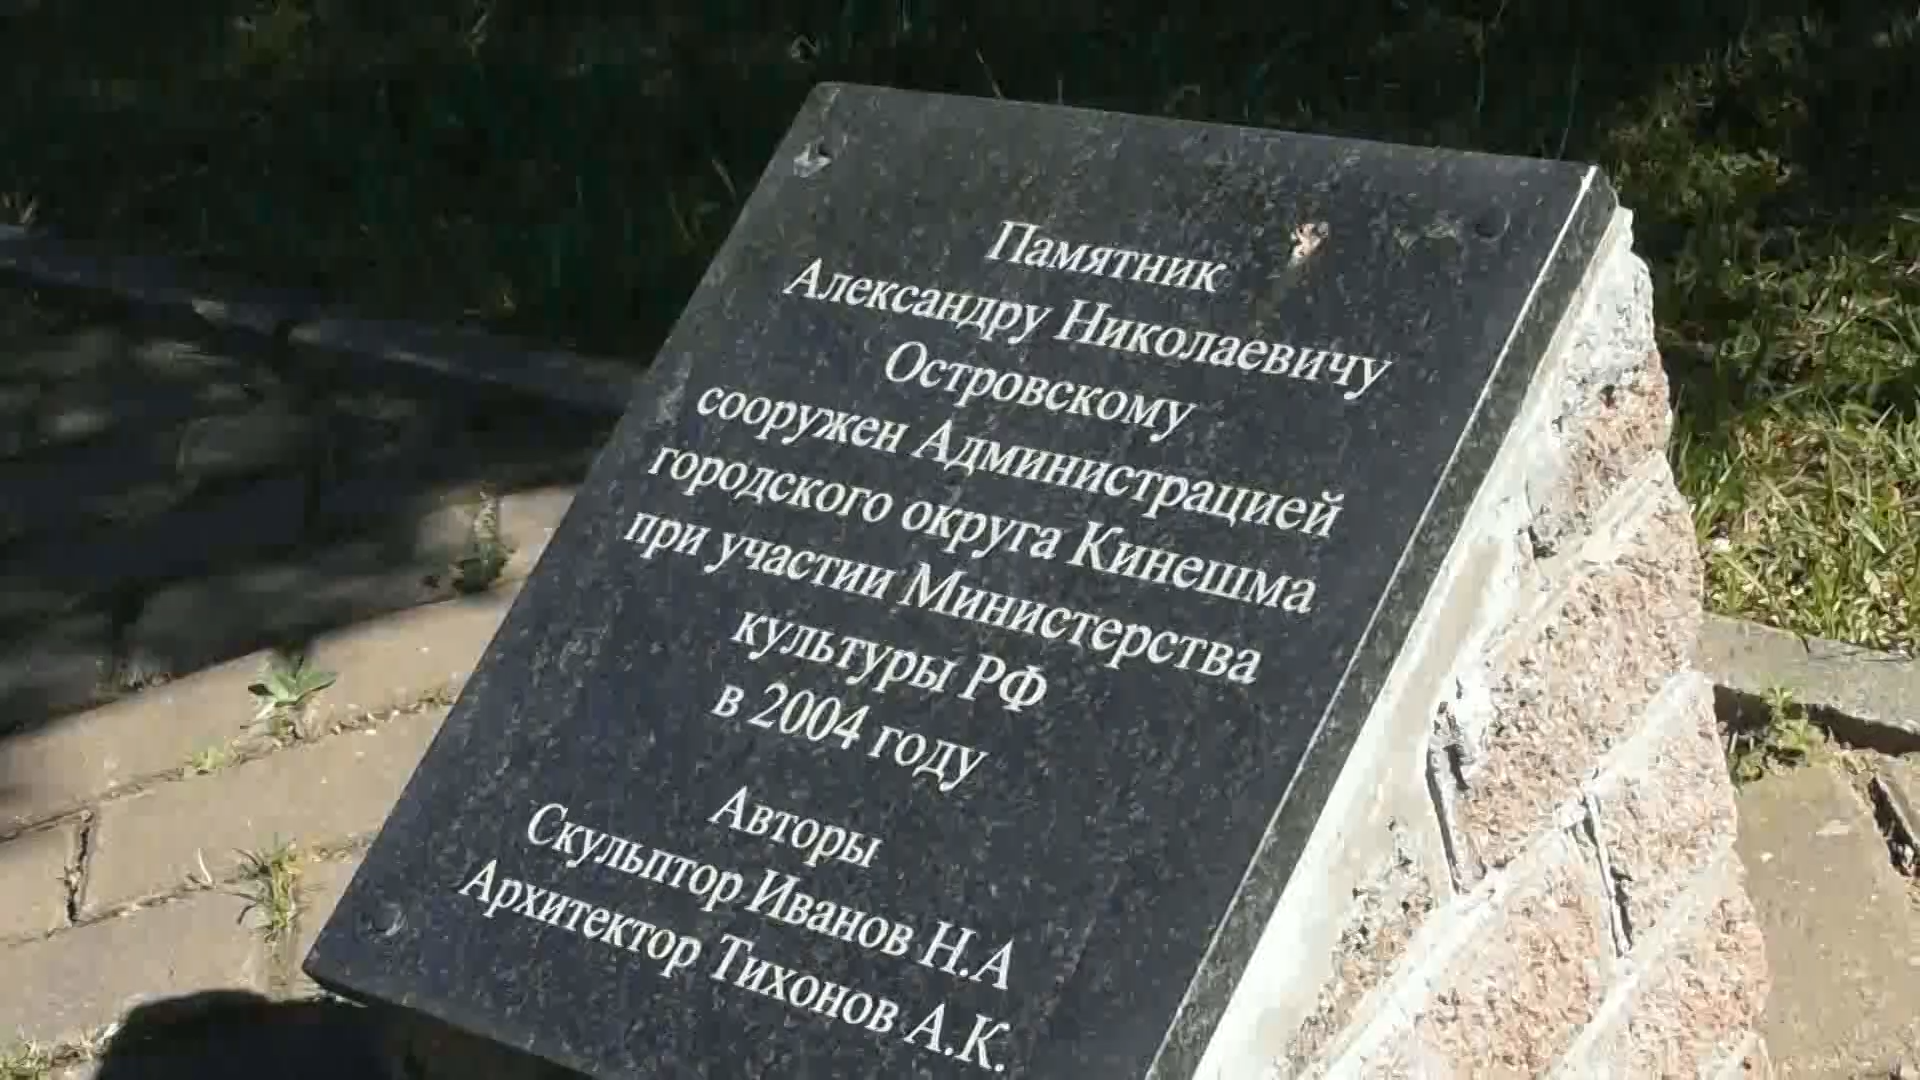 Памятник
Александру Николаевичу
Островскому
сооружен Администрацией
городского округа Кинешма
при участии Министерства
культуры РФ
в 2004 году
Авторы
Скульптор Иванов Н.А
Архитектор Тихонов А.К.